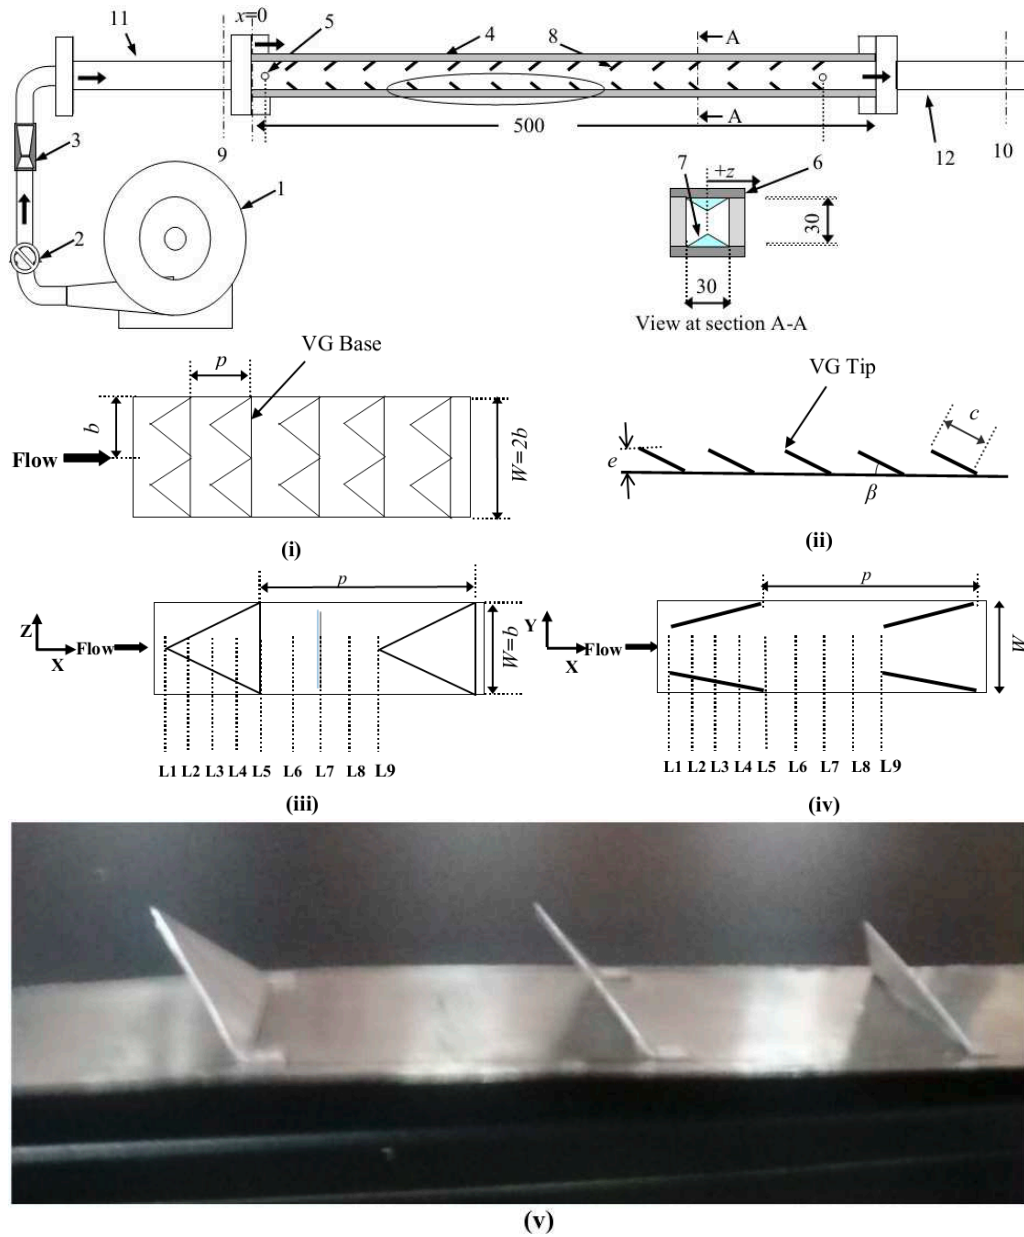 x=0
11
5
4
8
A
3
9
500
A
12
10
1
2
7
+z
6
30
30
View at section A-A
p
VG Base
b
Flow
W=2b
(i)
VG Tip
c
e
β
(ii)
p
Z
X
Flow
W=b
L1 L2 L3 L4 L5 L6 L7 L8 L9
(iii)
p
Y
X
Flow
W
L1 L2 L3 L4 L5 L6 L7 L8 L9
(iv)
(v)